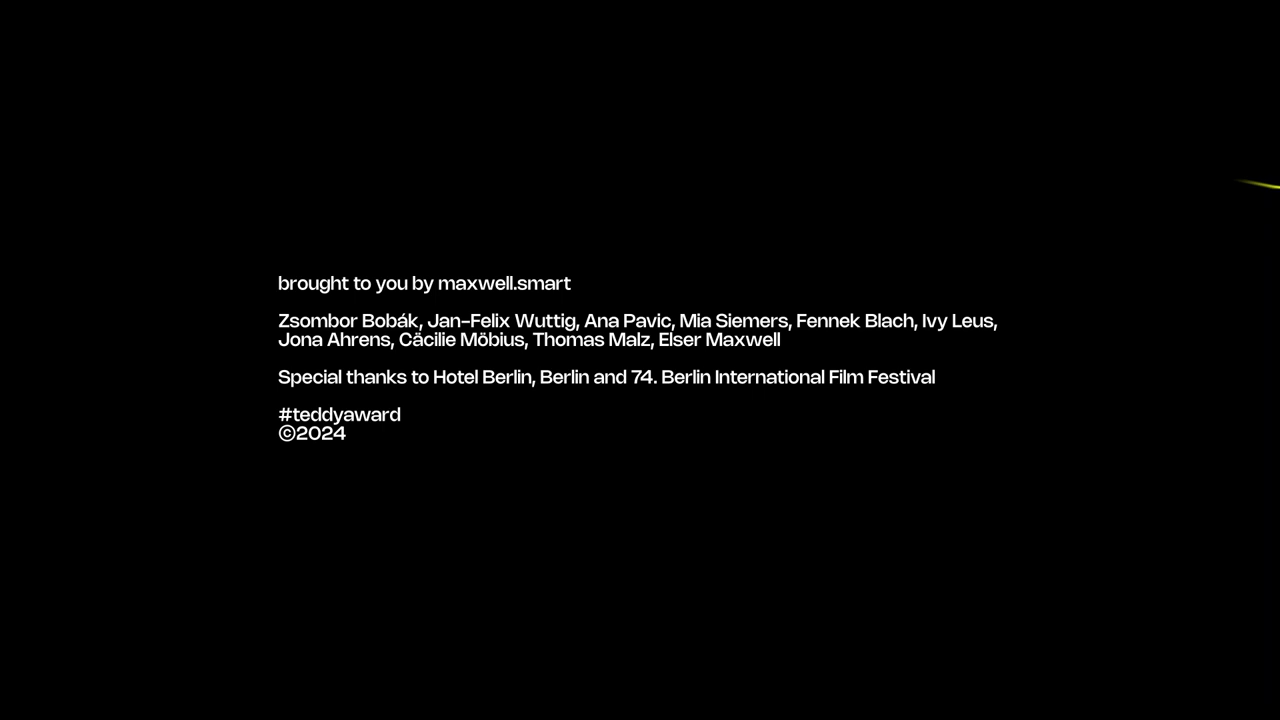 brought to you by maxwell.smart
Zsombor Bobák, Jan-Felix Wuttig, Ana Pavic, Mia Siemers, Fennek Blach, Ivy Leus,
Jona Ahrens, Cäcilie Möbius, Thomas Malz, Elser Maxwell
Special thanks to Hotel Berlin, Berlin and 74. Berlin International Film Festival
#teddyaward
©2024